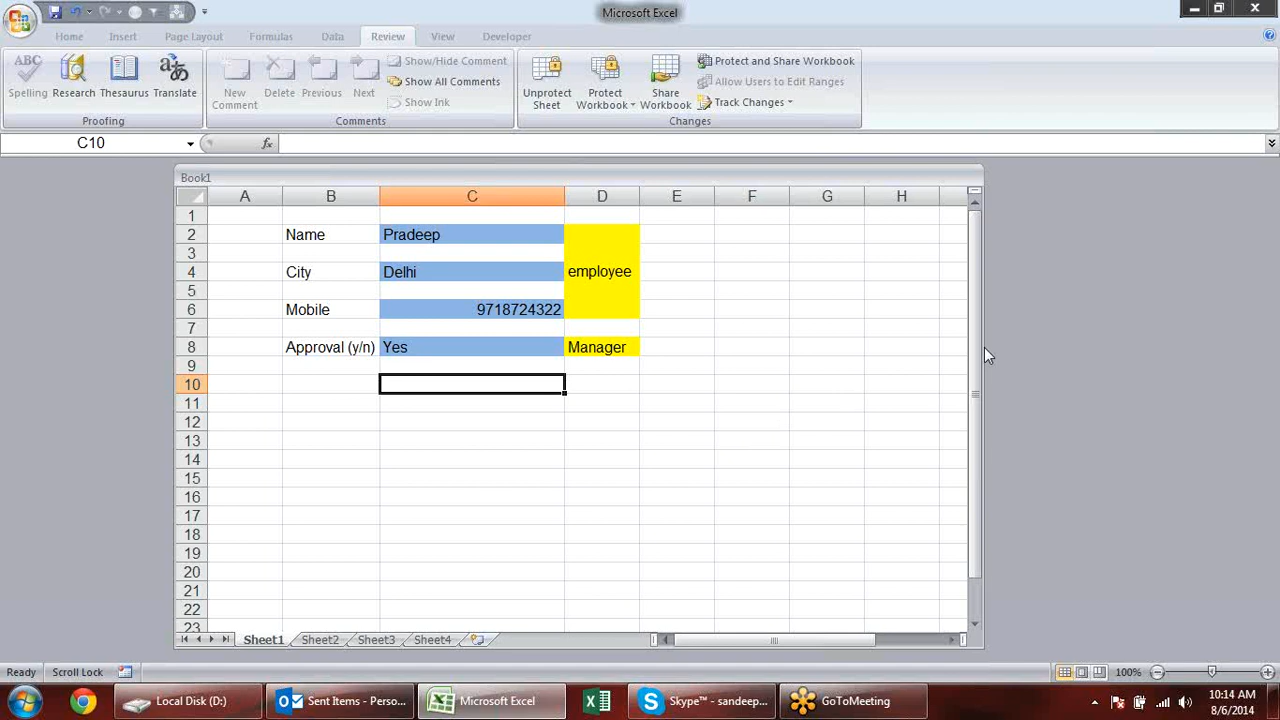 Microsoft Excel
Home Insert Page Layout Formulas Data Review View Developer
ABC
Spelling Research Thesaurus Translate
Proofing
New Comment Delete Previous Next
Show/Hide Comment
Show All Comments
Show Ink
Comments
Unprotect Sheet Protect Workbook Share Workbook
Protect and Share Workbook
Allow Users to Edit Ranges
Track Changes
Changes
C10 fx
Book1
A B C D E F G H
1
2 Name Pradeep
3
4 City Delhi employee
5
6 Mobile 9718724322
7
8 Approval (y/n) Yes Manager
9
10
11
12
13
14
15
16
17
18
19
20
21
22
23
Sheet1 Sheet2 Sheet3 Sheet4
Ready Scroll Lock 100%
Local Disk (D:) Sent Items - Perso... Microsoft Excel Skype™ - sandeep... GoToMeeting
10:14 AM
8/6/2014